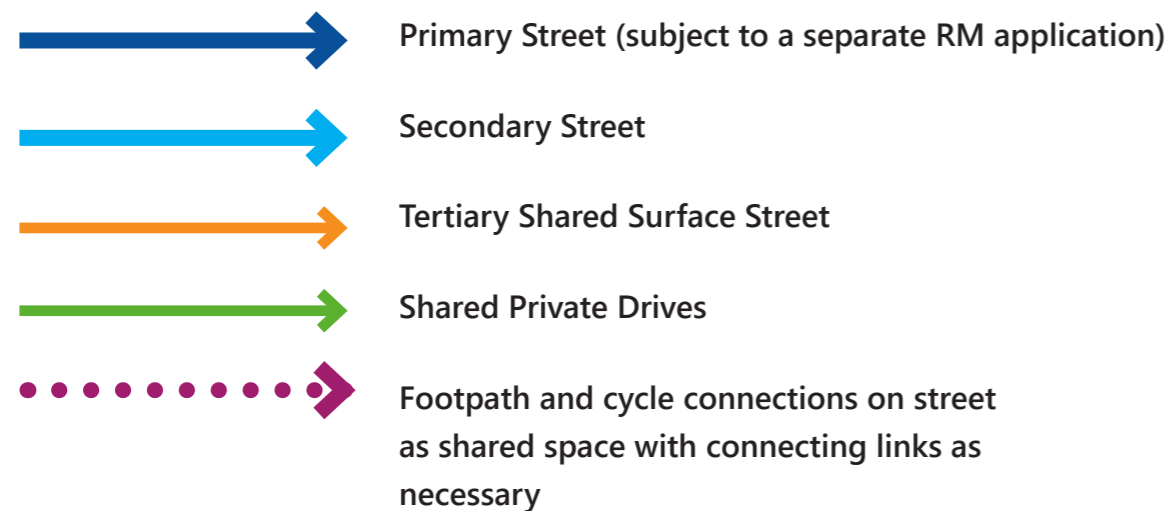 Primary Street (subject to a separate RM application)
Secondary Street
Tertiary Shared Surface Street
Shared Private Drives
Footpath and cycle connections on street
as shared space with connecting links as
necessary